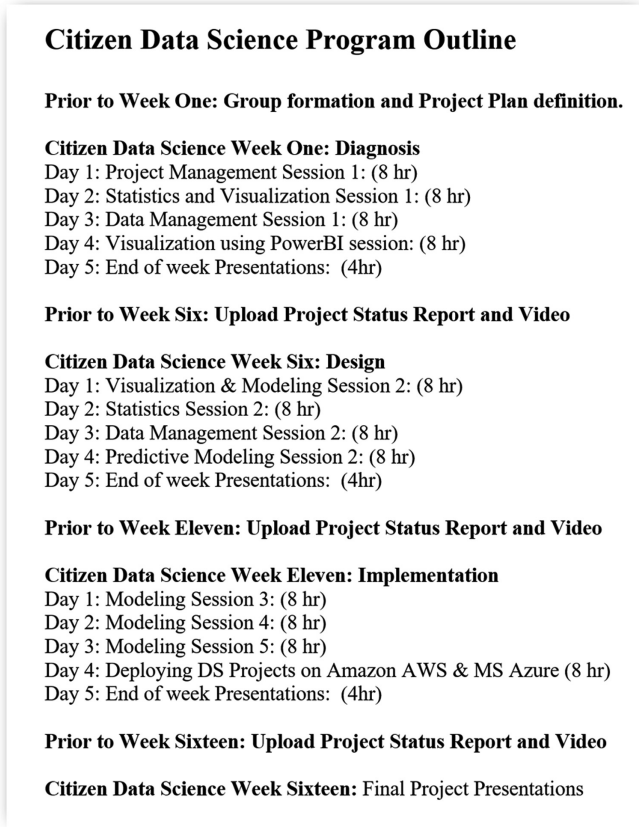 Citizen Data Science Program Outline
Prior to Week One: Group formation and Project Plan definition.
Citizen Data Science Week One: Diagnosis
Day 1: Project Management Session 1: (8 hr)
Day 2: Statistics and Visualization Session 1: (8 hr)
Day 3: Data Management Session 1: (8 hr)
Day 4: Visualization using PowerBI session: (8 hr)
Day 5: End of week Presentations:  (4hr)
Prior to Week Six: Upload Project Status Report and Video
Citizen Data Science Week Six: Design
Day 1: Visualization & Modeling Session 2: (8 hr)
Day 2: Statistics Session 2: (8 hr)
Day 3: Data Management Session 2: (8 hr)
Day 4: Predictive Modeling Session 2: (8 hr)
Day 5: End of week Presentations:  (4hr)
Prior to Week Eleven: Upload Project Status Report and Video
Citizen Data Science Week Eleven: Implementation
Day 1: Modeling Session 3: (8 hr)
Day 2: Modeling Session 4: (8 hr)
Day 3: Modeling Session 5: (8 hr)
Day 4: Deploying DS Projects on Amazon AWS & MS Azure (8 hr)
Day 5: End of week Presentations:  (4hr)
Prior to Week Sixteen: Upload Project Status Report and Video
Citizen Data Science Week Sixteen: Final Project Presentations